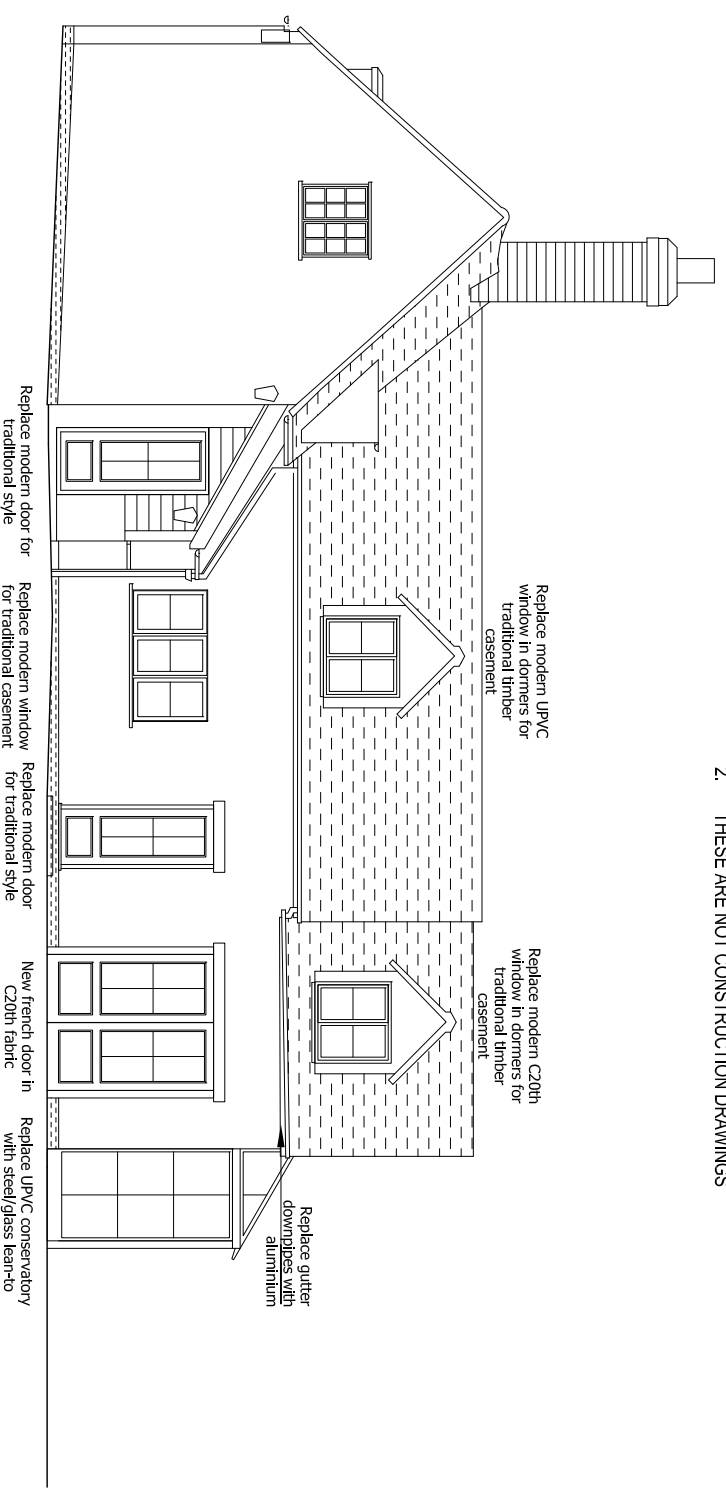 2. THESE ARE NOT CONSTRUCTION DRAWINGS
Replace modern UPVC
window in dormers for
traditional timber
casement
Replace modern C20th
window in dormers for
traditional timber
casement
Replace gutter
downpipes with
aluminium
Replace modern door for
traditional style
Replace modern window
for traditional casement
Replace modern door
for traditional style
New french door in
C20th fabric
Replace UPVC conservatory
with steel/glass lean-to